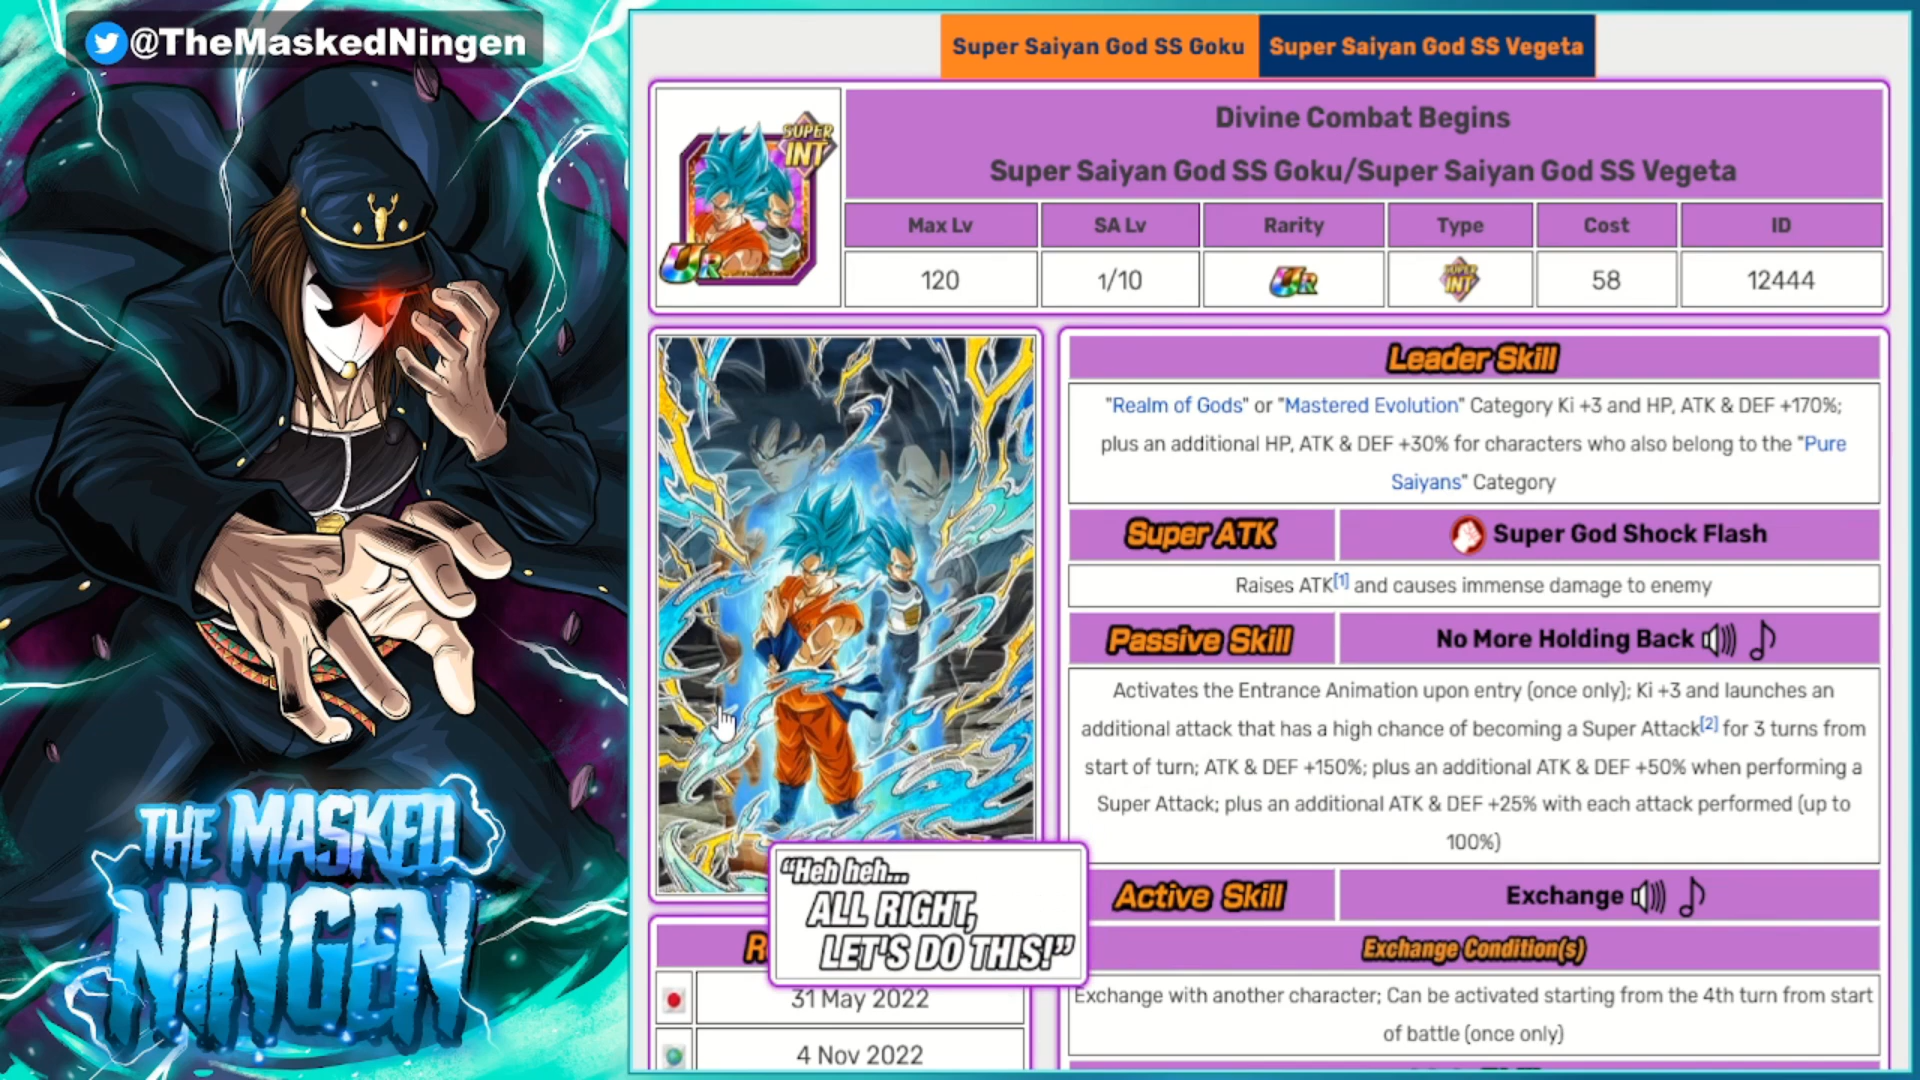 @TheMaskedNingen
THE MASKED
NINGEN
Super Saiyan God SS Goku
Super Saiyan God SS Vegeta
SUPER
INT
UR
Divine Combat Begins
Super Saiyan God SS Goku/Super Saiyan God SS Vegeta
Max Lv
SA Lv
Rarity
Type
Cost
ID
120
1/10
UR
SUPER
INT
58
12444
Leader Skill
"Realm of Gods" or "Mastered Evolution" Category Ki +3 and HP, ATK & DEF +170%;
plus an additional HP, ATK & DEF +30% for characters who also belong to the "Pure
Saiyans" Category
Super ATK
Super God Shock Flash
Raises ATK[1] and causes immense damage to enemy
Passive Skill
No More Holding Back
Activates the Entrance Animation upon entry (once only); Ki +3 and launches an
additional attack that has a high chance of becoming a Super Attack[2] for 3 turns from
start of turn; ATK & DEF +150%; plus an additional ATK & DEF +50% when performing a
Super Attack; plus an additional ATK & DEF +25% with each attack performed (up to
100%)
Active Skill
Exchange
Exchange Condition(s)
Exchange with another character; Can be activated starting from the 4th turn from start
of battle (once only)
"Heh heh...
ALL RIGHT,
LET'S DO THIS!"
31 May 2022
4 Nov 2022